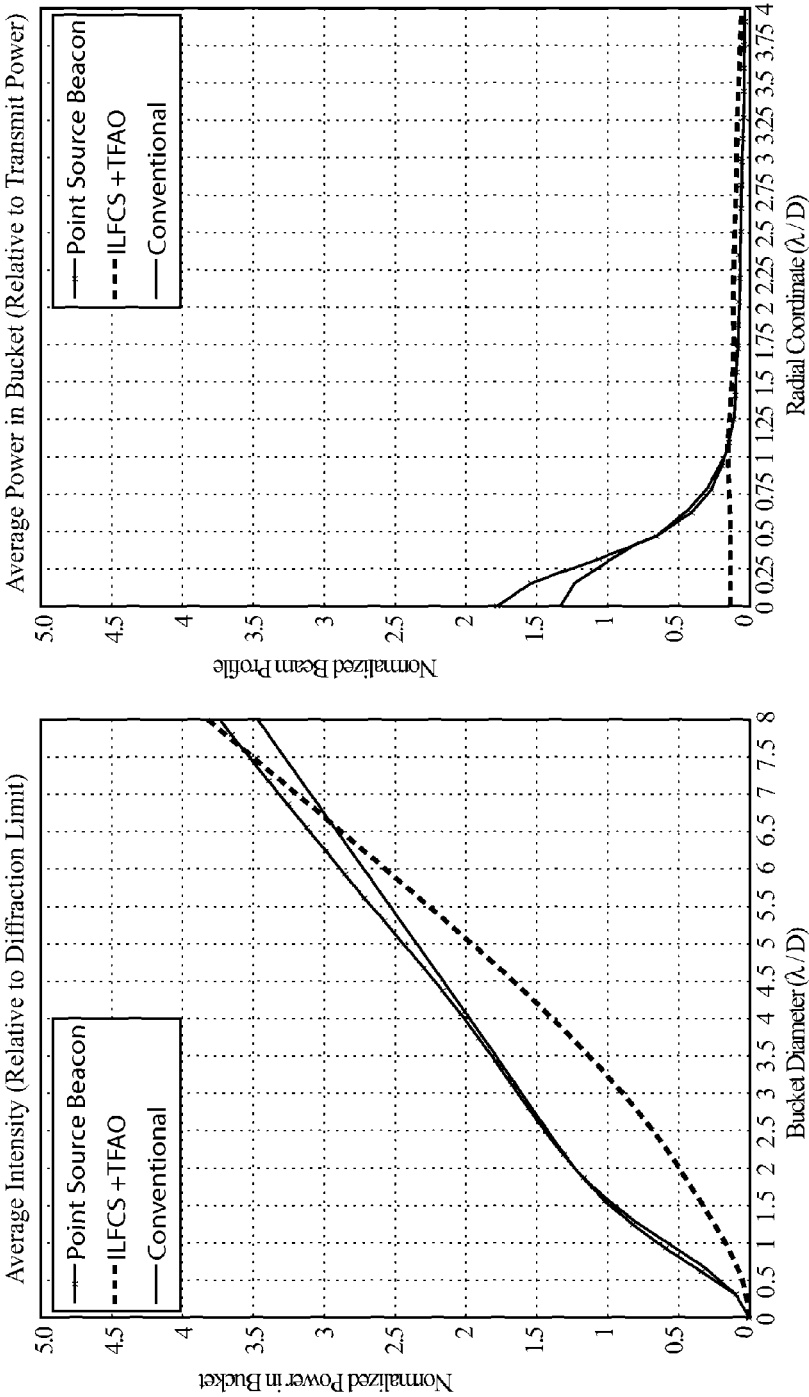 Average Intensity (Relative to Diffraction Limit)
Normalized Power in Bucket
5.0
4.5
4
3.5
3
2.5
2
1.5
1
0.5
0
Point Source Beacon
ILFCS +TFAO
Conventional
0 0.5 1 1.5 2 2.5 3 3.5 4 4.5 5 5.5 6 6.5 7 7.5 8
Bucket Diameter (λ/D)
Average Power in Bucket (Relative to Transmit Power)
Normalized Beam Profile
5.0
4.5
4
3.5
3
2.5
2
1.5
1
0.5
0
Point Source Beacon
ILFCS +TFAO
Conventional
0 0.25 0.5 0.75 1 1.25 1.5 1.75 2 2.25 2.5 2.75 3 3.25 3.5 3.75 4
Radial Coordinate (λ/D)